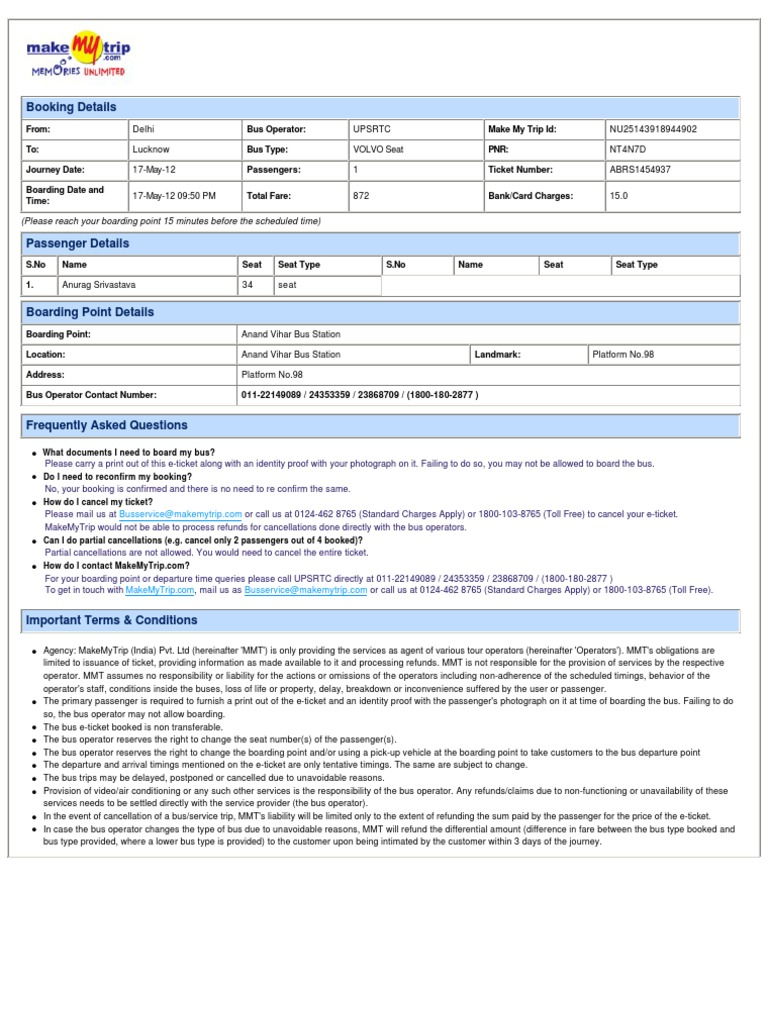 make my trip
.com
MEMORIES UNLIMITED
Booking Details
From: Delhi Bus Operator: UPSRTC Make My Trip Id: NU25143918944902
To: Lucknow Bus Type: VOLVO Seat PNR: NT4N7D
Journey Date: 17-May-12 Passengers: 1 Ticket Number: ABRS1454937
Boarding Date and
Time: 17-May-12 09:50 PM Total Fare: 872 Bank/Card Charges: 15.0
(Please reach your boarding point 15 minutes before the scheduled time)
Passenger Details
S.No Name Seat Seat Type S.No Name Seat Seat Type
1. Anurag Srivastava 34 seat
Boarding Point Details
Boarding Point: Anand Vihar Bus Station
Location: Anand Vihar Bus Station Landmark: Platform No.98
Address: Platform No.98
Bus Operator Contact Number: 011-22149089 / 24353359 / 23868709 / (1800-180-2877 )
Frequently Asked Questions
• What documents I need to board my bus?
Please carry a print out of this e-ticket along with an identity proof with your photograph on it. Failing to do so, you may not be allowed to board the bus.
• Do I need to reconfirm my booking?
No, your booking is confirmed and there is no need to re confirm the same.
• How do I cancel my ticket?
Please mail us at Busservice@makemytrip.com or call us at 0124-462 8765 (Standard Charges Apply) or 1800-103-8765 (Toll Free) to cancel your e-ticket.
MakeMyTrip would not be able to process refunds for cancellations done directly with the bus operators.
• Can I do partial cancellations (e.g. cancel only 2 passengers out of 4 booked)?
Partial cancellations are not allowed. You would need to cancel the entire ticket.
• How do I contact MakeMyTrip.com?
For your boarding point or departure time queries please call UPSRTC directly at 011-22149089 / 24353359 / 23868709 / (1800-180-2877 )
To get in touch with MakeMyTrip.com, mail us as Busservice@makemytrip.com or call us at 0124-462 8765 (Standard Charges Apply) or 1800-103-8765 (Toll Free).
Important Terms & Conditions
• Agency: MakeMyTrip (India) Pvt. Ltd (hereinafter 'MMT') is only providing the services as agent of various tour operators (hereinafter 'Operators'). MMT's obligations are
limited to issuance of ticket, providing information as made available to it and processing refunds. MMT is not responsible for the provision of services by the respective
operator. MMT assumes no responsibility or liability for the actions or omissions of the operators including non-adherence of the scheduled timings, behavior of the
operator's staff, conditions inside the buses, loss of life or property, delay, breakdown or inconvenience suffered by the user or passenger.
• The primary passenger is required to furnish a print out of the e-ticket and an identity proof with the passenger's photograph on it at time of boarding the bus. Failing to do
so, the bus operator may not allow boarding.
• The bus e-ticket booked is non transferable.
• The bus operator reserves the right to change the seat number(s) of the passenger(s).
• The bus operator reserves the right to change the boarding point and/or using a pick-up vehicle at the boarding point to take customers to the bus departure point
• The departure and arrival timings mentioned on the e-ticket are only tentative timings. The same are subject to change.
• The bus trips may be delayed, postponed or cancelled due to unavoidable reasons.
• Provision of video/air conditioning or any such other services is the responsibility of the bus operator. Any refunds/claims due to non-functioning or unavailability of these
services needs to be settled directly with the service provider (the bus operator).
• In the event of cancellation of a bus/service trip, MMT's liability will be limited only to the extent of refunding the sum paid by the passenger for the price of the e-ticket.
• In case the bus operator changes the type of bus due to unavoidable reasons, MMT will refund the differential amount (difference in fare between the bus type booked and
bus type provided, where a lower bus type is provided) to the customer upon being intimated by the customer within 3 days of the journey.